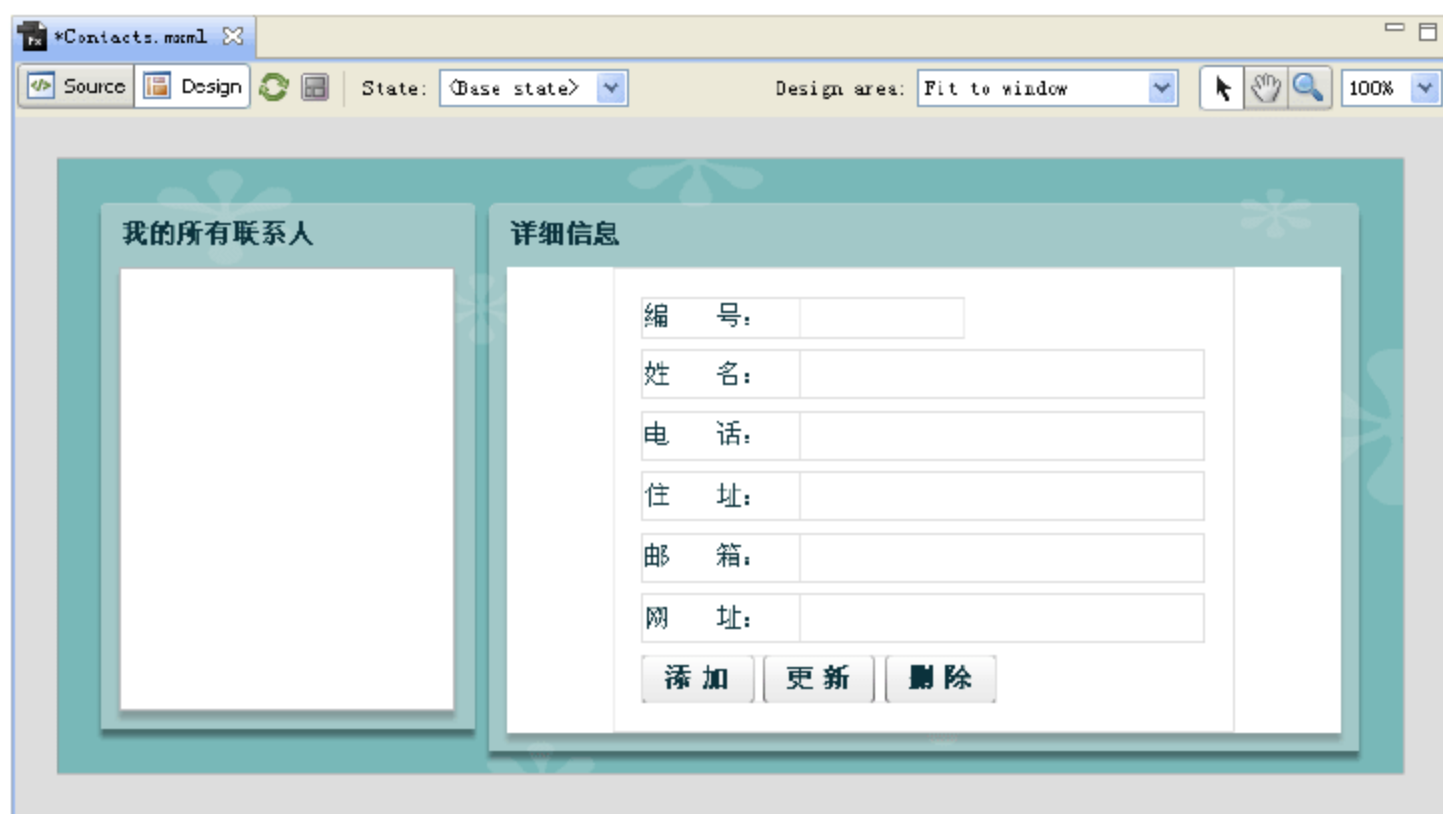 *Contacts.mxml
Source Design State: <Base state> Design area: Fit to window 100%
我的所有联系人
详细信息
编 号:
姓 名:
电 话:
住 址:
邮 箱:
网 址:
添 加 更 新 删 除